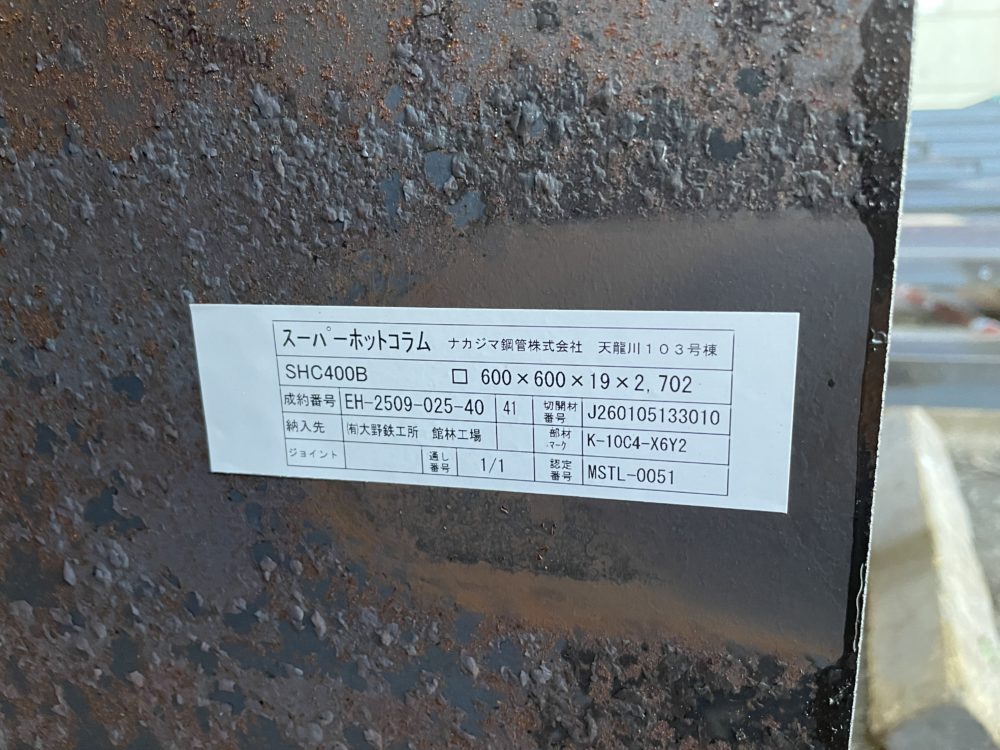 スーパーホットコラム ナカジマ鋼管株式会社 天龍川103号棟
SHC400B □ 600×600×19×2,702
成約番号 EH-2509-025-40 41 切開材番号 J260105133010
納入先 ㈲大野鉄工所 館林工場 部材マーク K-10C4-X6Y2
ジョイント 通し番号 1/1 認定番号 MSTL-0051